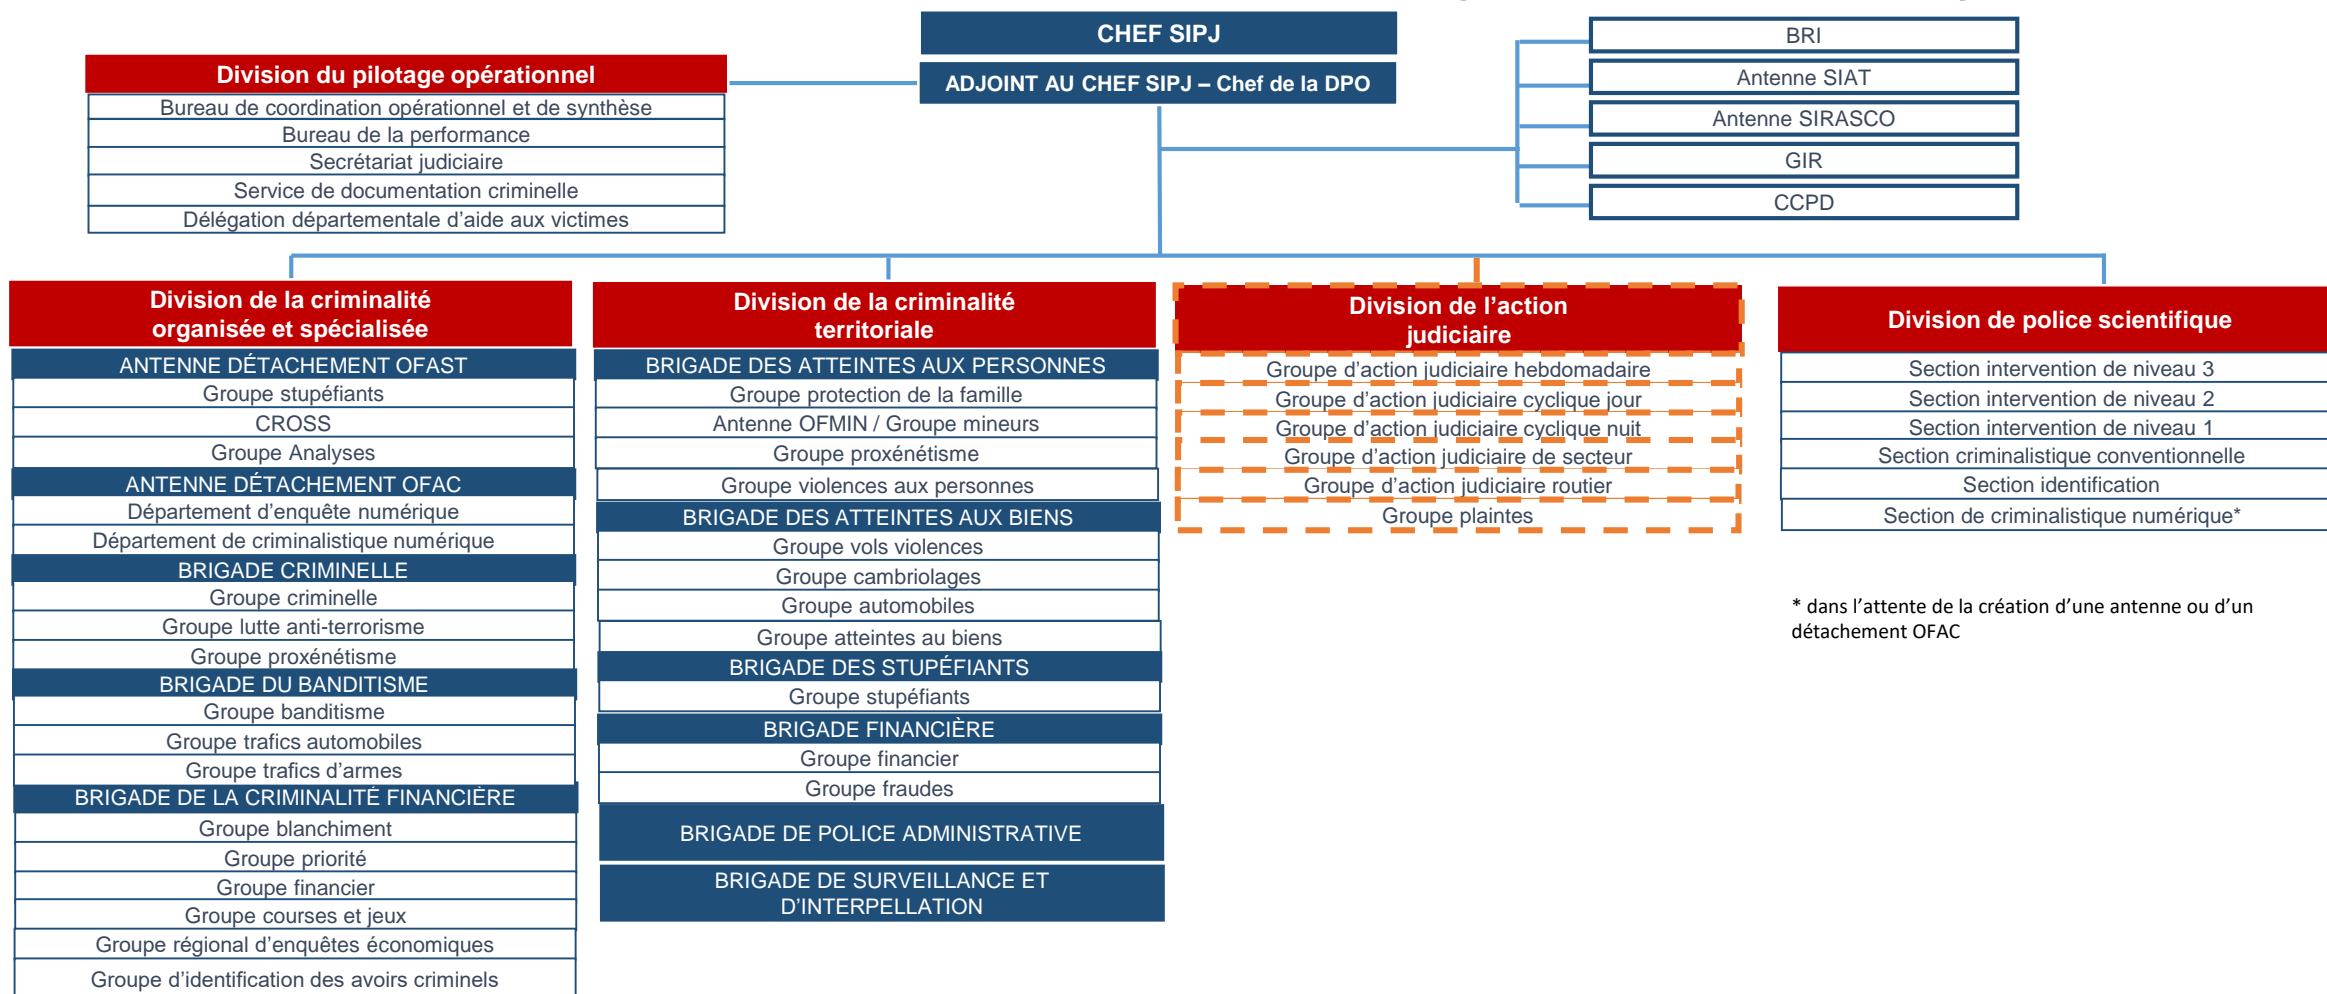 CHEF SIPJ
ADJOINT AU CHEF SIPJ – Chef de la DPO
Division du pilotage opérationnel
Bureau de coordination opérationnel et de synthèse
Bureau de la performance
Secrétariat judiciaire
Service de documentation criminelle
Délégation départementale d’aide aux victimes
BRI
Antenne SIAT
Antenne SIRASCO
GIR
CCPD
Division de la criminalité
organisée et spécialisée
ANTENNE DÉTACHEMENT OFAST
Groupe stupéfiants
CROSS
Groupe Analyses
ANTENNE DÉTACHEMENT OFAC
Département d’enquête numérique
Département de criminalistique numérique
BRIGADE CRIMINELLE
Groupe criminelle
Groupe lutte anti-terrorisme
Groupe proxénétisme
BRIGADE DU BANDITISME
Groupe banditisme
Groupe trafics automobiles
Groupe trafics d’armes
BRIGADE DE LA CRIMINALITÉ FINANCIÈRE
Groupe blanchiment
Groupe priorité
Groupe financier
Groupe courses et jeux
Groupe régional d’enquêtes économiques
Groupe d’identification des avoirs criminels
Division de la criminalité
territoriale
BRIGADE DES ATTEINTES AUX PERSONNES
Groupe protection de la famille
Antenne OFMIN / Groupe mineurs
Groupe proxénétisme
Groupe violences aux personnes
BRIGADE DES ATTEINTES AUX BIENS
Groupe vols violences
Groupe cambriolages
Groupe automobiles
Groupe atteintes au biens
BRIGADE DES STUPÉFIANTS
Groupe stupéfiants
BRIGADE FINANCIÈRE
Groupe financier
Groupe fraudes
BRIGADE DE POLICE ADMINISTRATIVE
BRIGADE DE SURVEILLANCE ET
D’INTERPELLATION
Division de l’action
judiciaire
Groupe d’action judiciaire hebdomadaire
Groupe d’action judiciaire cyclique jour
Groupe d’action judiciaire cyclique nuit
Groupe d’action judiciaire de secteur
Groupe d’action judiciaire routier
Groupe plaintes
Division de police scientifique
Section intervention de niveau 3
Section intervention de niveau 2
Section intervention de niveau 1
Section criminalistique conventionnelle
Section identification
Section de criminalistique numérique*
* dans l’attente de la création d’une antenne ou d’un
détachement OFAC